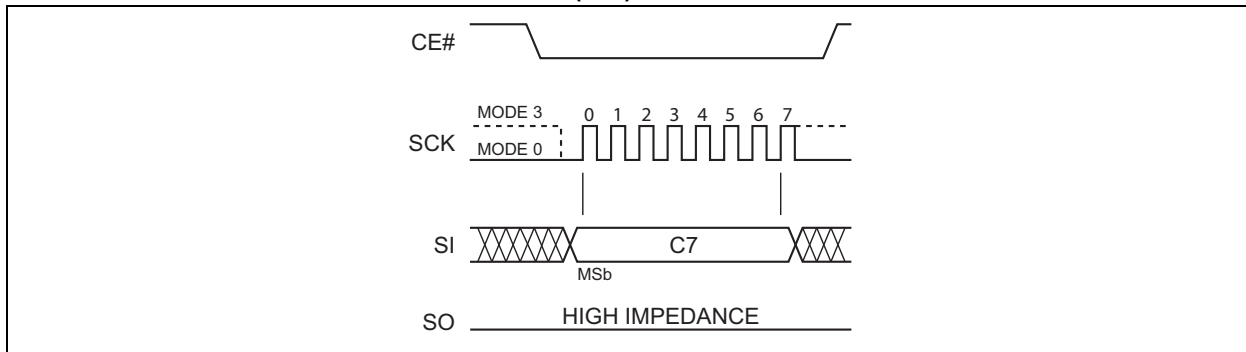 CE#
MODE 3
0 1 2 3 4 5 6 7
SCK
MODE 0
SI
C7
MSb
SO
HIGH IMPEDANCE